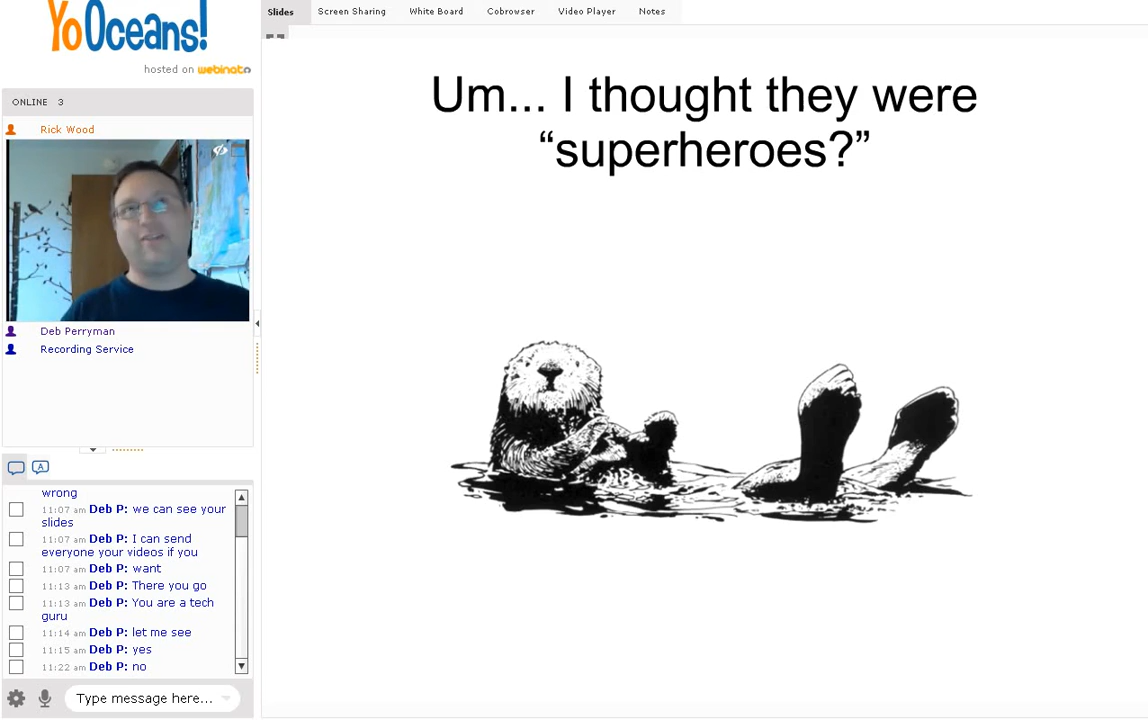 YoOceans!
hosted on webinato
ONLINE 3
Rick Wood
Deb Perryman
Recording Service
A
wrong
11:07 am Deb P: we can see your
slides
11:07 am Deb P: I can send
everyone your videos if you
11:07 am Deb P: want
11:13 am Deb P: There you go
11:13 am Deb P: You are a tech
guru
11:14 am Deb P: let me see
11:15 am Deb P: yes
11:22 am Deb P: no
Type message here...
Slides Screen Sharing White Board Cobrowser Video Player Notes
Um... I thought they were
“superheroes?”